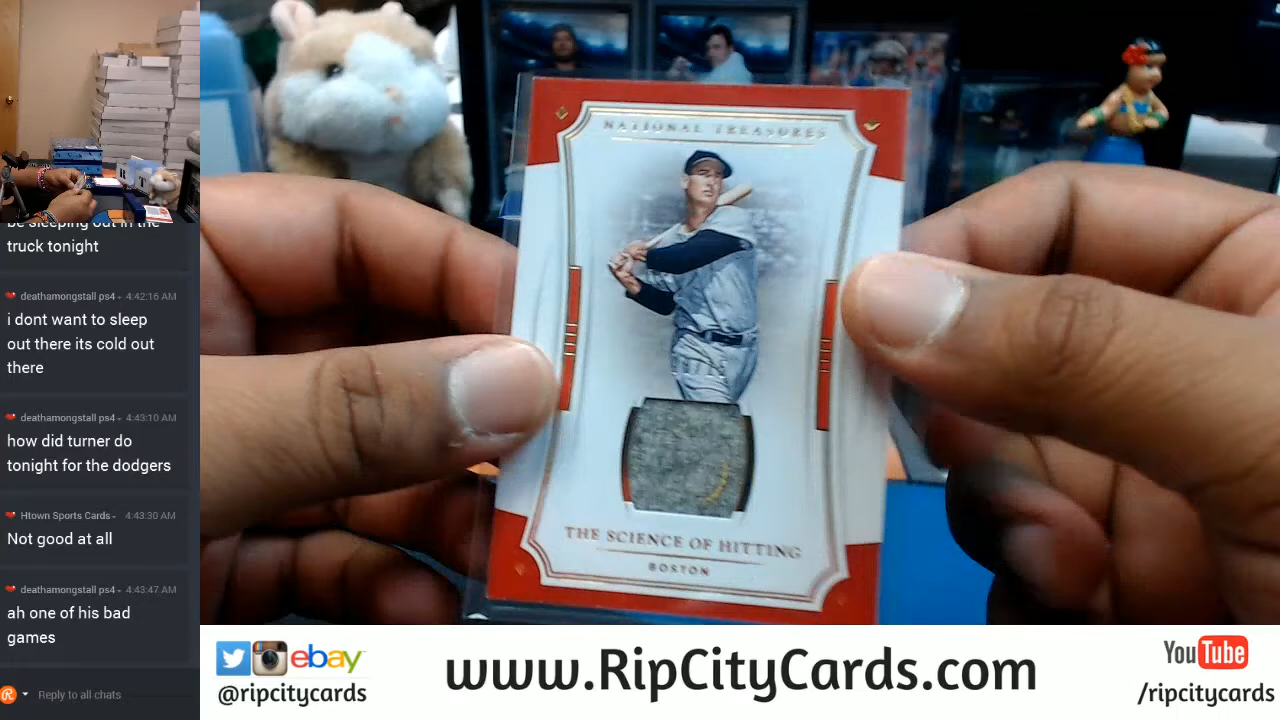 be sleeping out in the
truck tonight
deathamongstall ps4 - 4:42:16 AM
i dont want to sleep
out there its cold out
there
deathamongstall ps4 - 4:43:10 AM
how did turner do
tonight for the dodgers
Htown Sports Cards - 4:43:30 AM
Not good at all
deathamongstall ps4 - 4:43:47 AM
ah one of his bad
games
Reply to all chats
NATIONAL TREASURES
THE SCIENCE OF HITTING
BOSTON
ebay
@ripcitycards
www.RipCityCards.com
YouTube
/ripcitycards